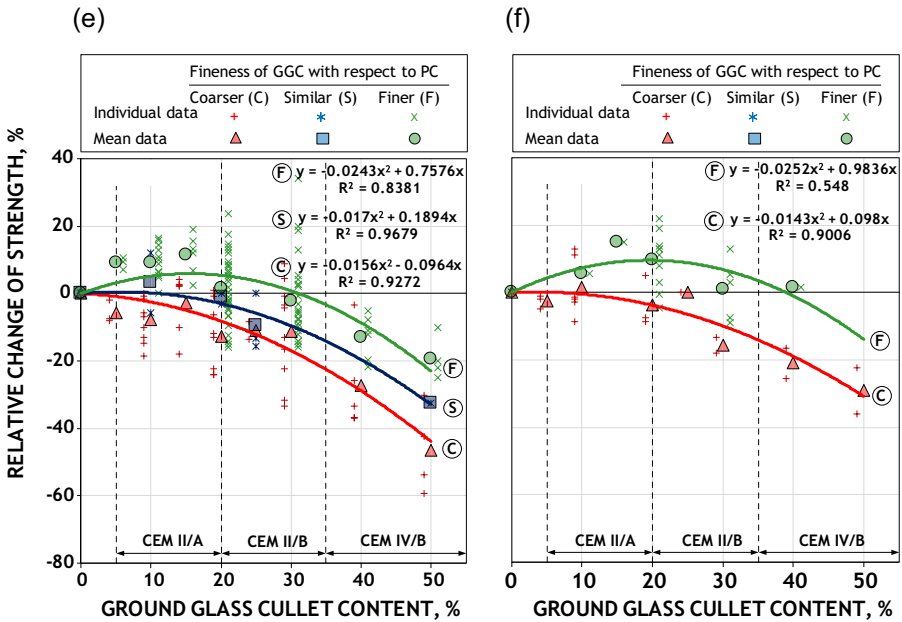 (e)
Fineness of GGC with respect to PC
Coarser (C) Similar (S) Finer (F)
Individual data
Mean data
RELATIVE CHANGE OF STRENGTH, %
40
20
0
-20
-40
-60
-80
F y = -0.0243x² + 0.7576x
R² = 0.8381
S y = -0.017x² + 0.1894x
R² = 0.9679
C y = -0.0156x² - 0.0964x
R² = 0.9272
F
S
C
CEM II/A CEM II/B CEM IV/B
0 10 20 30 40 50
GROUND GLASS CULLET CONTENT, %
(f)
Fineness of GGC with respect to PC
Coarser (C) Similar (S) Finer (F)
Individual data
Mean data
F y = -0.0252x² + 0.9836x
R² = 0.548
C y = -0.0143x² + 0.098x
R² = 0.9006
F
C
CEM II/A CEM II/B CEM IV/B
0 10 20 30 40 50
GROUND GLASS CULLET CONTENT, %